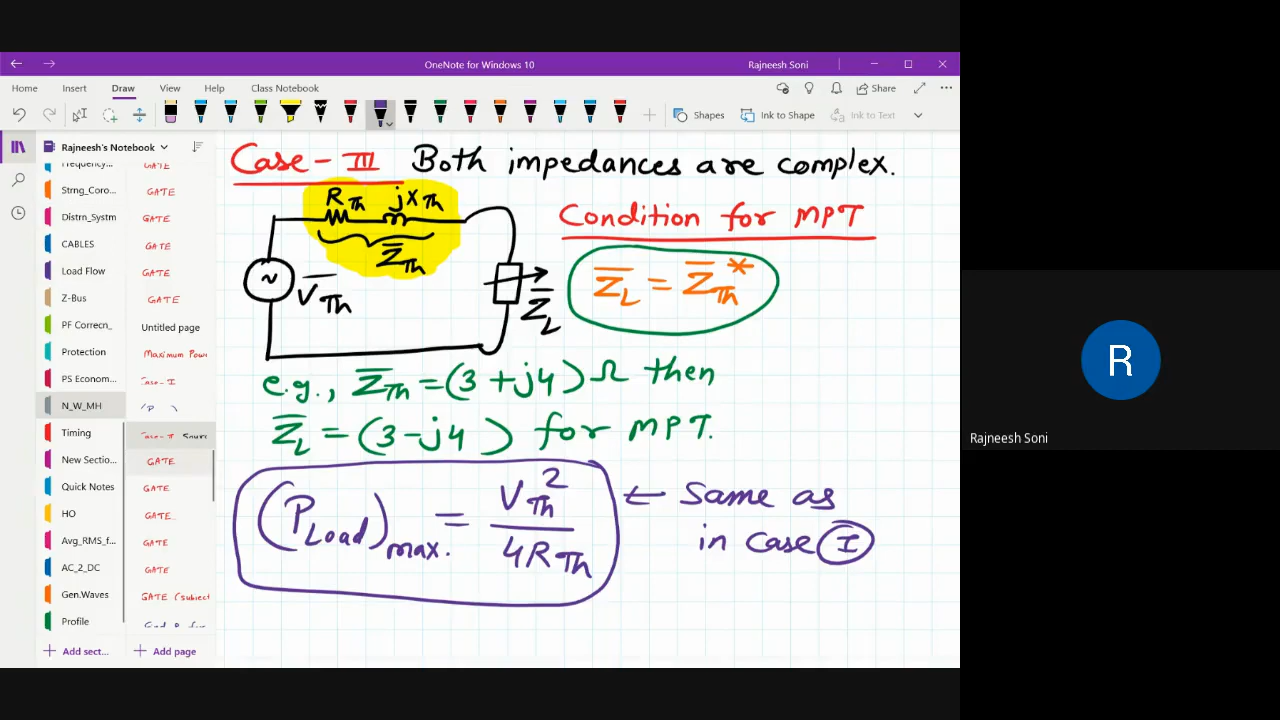 OneNote for Windows 10
Rajneesh Soni
Home Insert Draw View Help Class Notebook
Share
Shapes Ink to Shape Ink to Text
Rajneesh's Notebook
Frequency... GATE
Strng_Coro... GATE
Distrn_Systm GATE
CABLES GATE
Load Flow GATE
Z-Bus GATE
PF Correcn_ Untitled page
Protection Maximum Powe
PS Econom... Case-I
N_W_MH
Timing Case-II
New Sectio... GATE
Quick Notes GATE
HO GATE
Avg_RMS_f... GATE
AC_2_DC GATE
Gen.Waves GATE (subject
Profile
Add sect... Add page
Case-III Both impedances are complex.
R_Th jX_Th
Z̅_Th
V̅_Th
Z̅_L
Condition for MPT
Z̅_L = Z̅_Th*
e.g., Z̅_Th = (3 + j4) Ω then
Z̅_L = (3 - j4 ) for MPT.
(P_Load)_max. = V_Th² / 4R_Th ← Same as
in case I
R
Rajneesh Soni